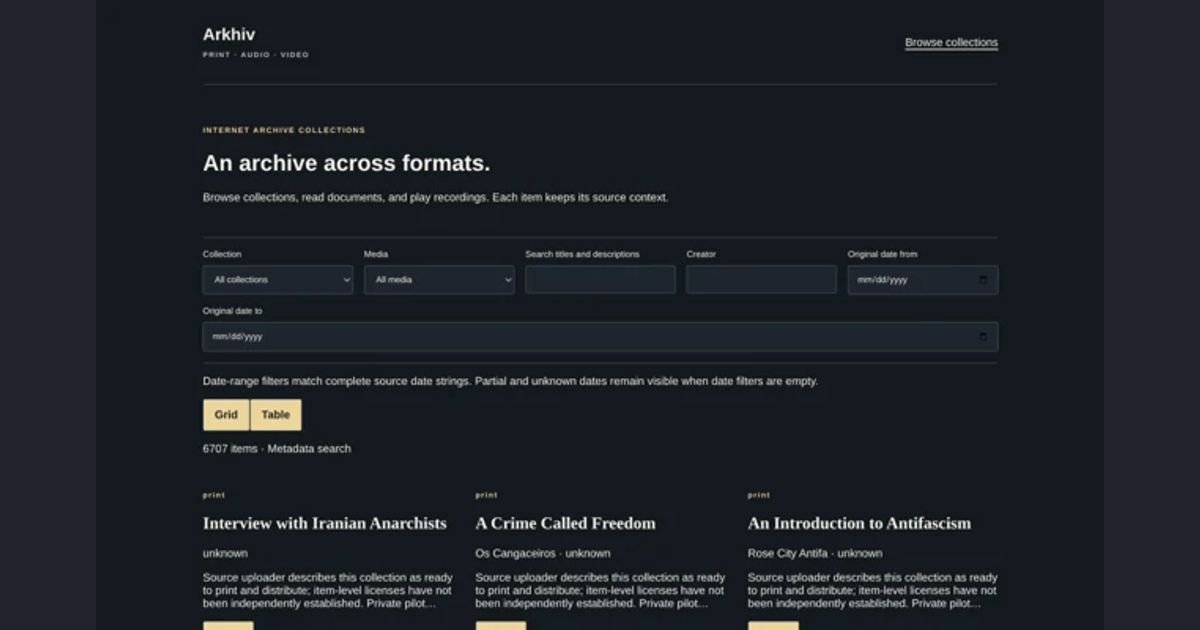 Arkhiv
PRINT · AUDIO · VIDEO
Browse collections
INTERNET ARCHIVE COLLECTIONS
An archive across formats.
Browse collections, read documents, and play recordings. Each item keeps its source context.
Collection
Media
Search titles and descriptions
Creator
Original date from
All collections
All media
mm/dd/yyyy
Original date to
mm/dd/yyyy
Date-range filters match complete source date strings. Partial and unknown dates remain visible when date filters are empty.
Grid
Table
6707 items · Metadata search
print
Interview with Iranian Anarchists
unknown
Source uploader describes this collection as ready
to print and distribute; item-level licenses have not
been independently established. Private pilot…
print
A Crime Called Freedom
Os Cangaceiros · unknown
Source uploader describes this collection as ready
to print and distribute; item-level licenses have not
been independently established. Private pilot…
print
An Introduction to Antifascism
Rose City Antifa · unknown
Source uploader describes this collection as ready
to print and distribute; item-level licenses have not
been independently established. Private pilot…